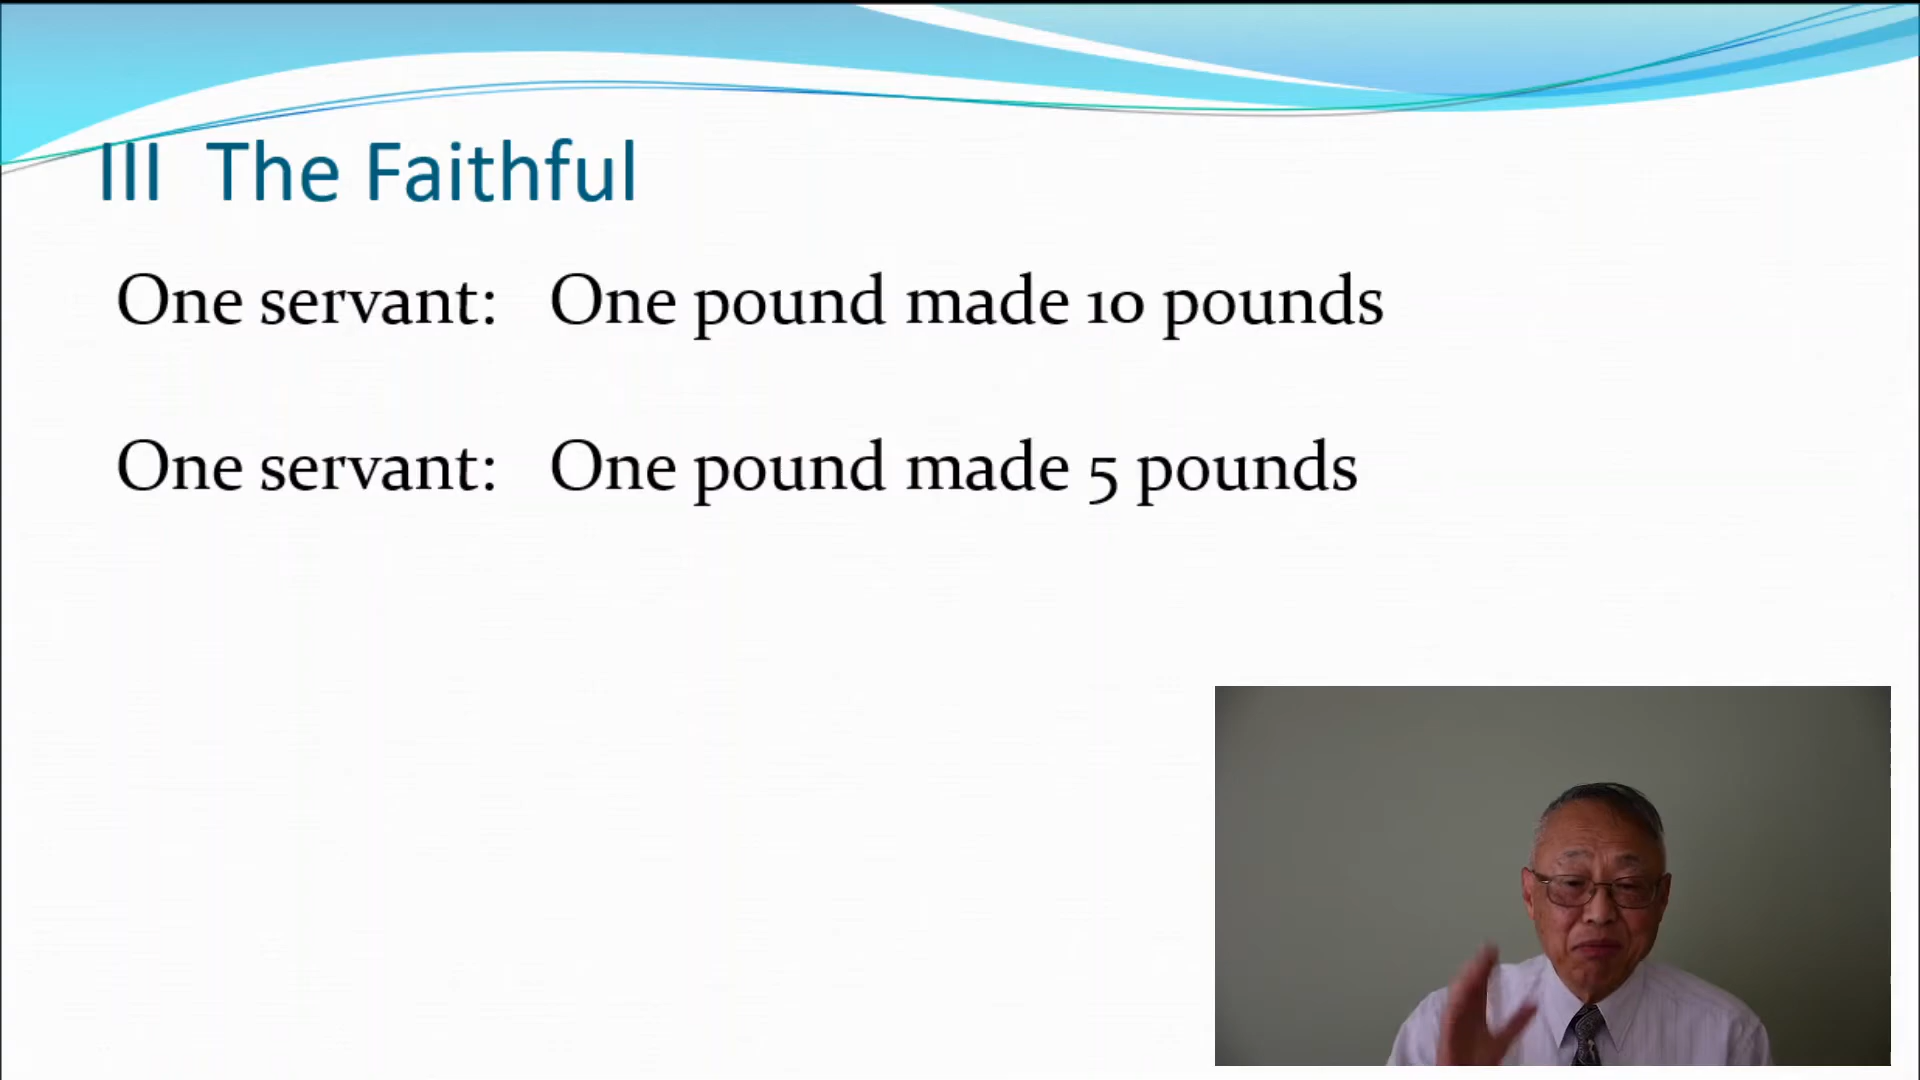 III The Faithful
One servant: One pound made 10 pounds
One servant: One pound made 5 pounds